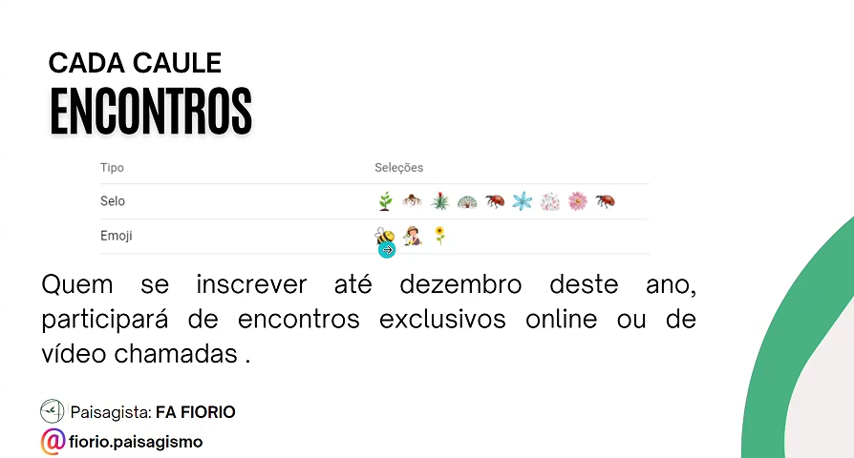 CADA CAULE
ENCONTROS
Tipo Seleções
Selo
Emoji
Quem se inscrever até dezembro deste ano,
participará de encontros exclusivos online ou de
vídeo chamadas .
Paisagista: FA FIORIO
@ fiorio.paisagismo